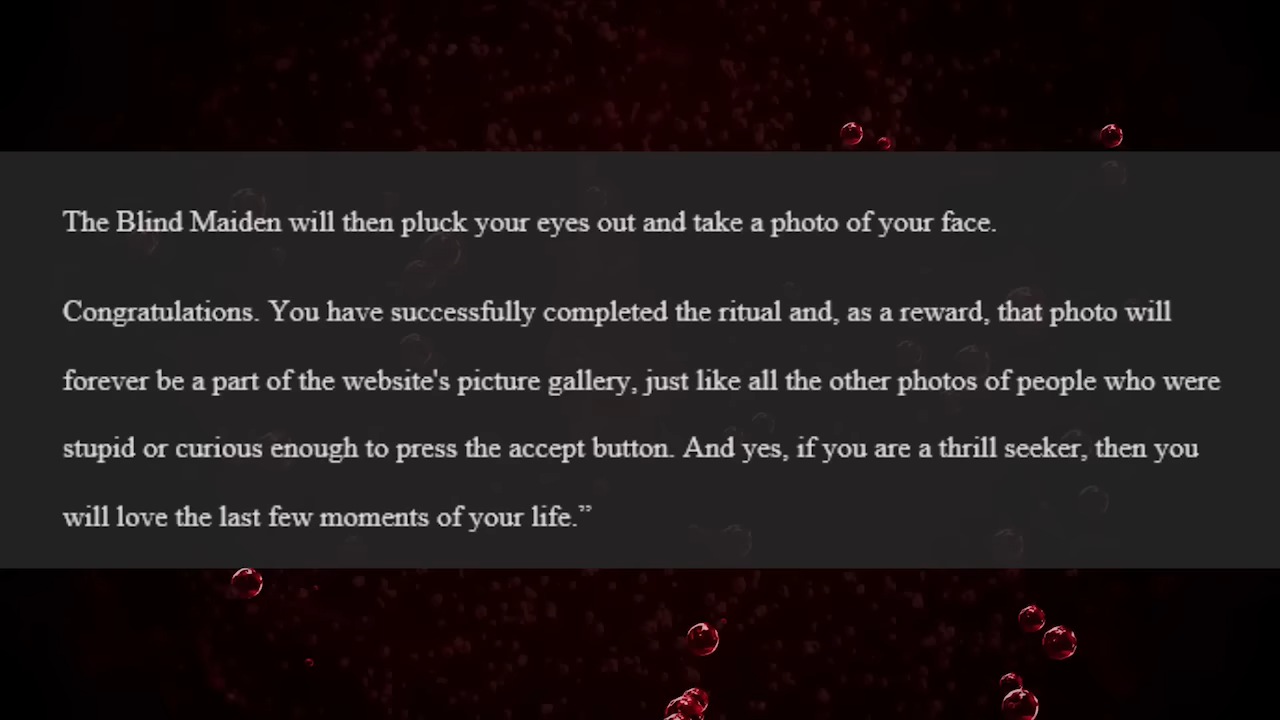 The Blind Maiden will then pluck your eyes out and take a photo of your face.
Congratulations. You have successfully completed the ritual and, as a reward, that photo will
forever be a part of the website's picture gallery, just like all the other photos of people who were
stupid or curious enough to press the accept button. And yes, if you are a thrill seeker, then you
will love the last few moments of your life.”